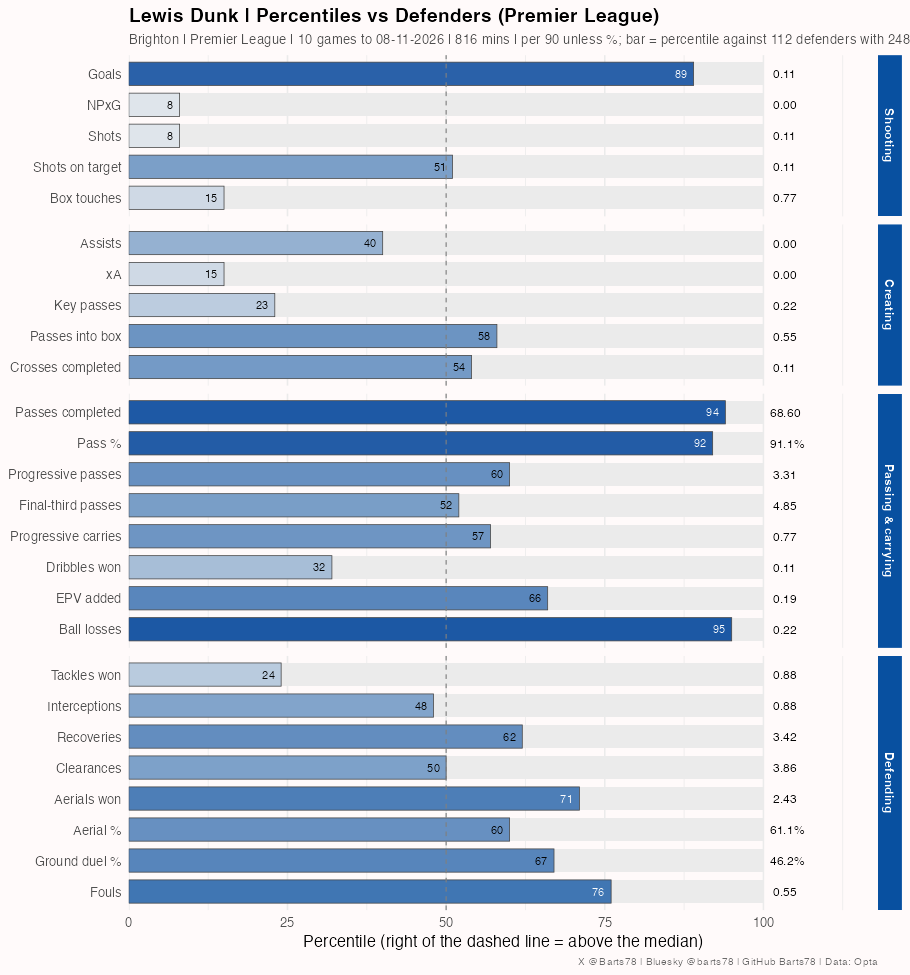 Lewis Dunk | Percentiles vs Defenders (Premier League)
Brighton | Premier League | 10 games to 08-11-2026 | 816 mins | per 90 unless %; bar = percentile against 112 defenders with 248
Goals 89 0.11
NPxG 8 0.00
Shots 8 0.11
Shots on target 51 0.11
Box touches 15 0.77
Shooting
Assists 40 0.00
xA 15 0.00
Key passes 23 0.22
Passes into box 58 0.55
Crosses completed 54 0.11
Creating
Passes completed 94 68.60
Pass % 92 91.1%
Progressive passes 60 3.31
Final-third passes 52 4.85
Progressive carries 57 0.77
Dribbles won 32 0.11
EPV added 66 0.19
Ball losses 95 0.22
Passing & carrying
Tackles won 24 0.88
Interceptions 48 0.88
Recoveries 62 3.42
Clearances 50 3.86
Aerials won 71 2.43
Aerial % 60 61.1%
Ground duel % 67 46.2%
Fouls 76 0.55
Defending
0 25 50 75 100
Percentile (right of the dashed line = above the median)
X @Barts78 | Bluesky @barts78 | GitHub Barts78 | Data: Opta